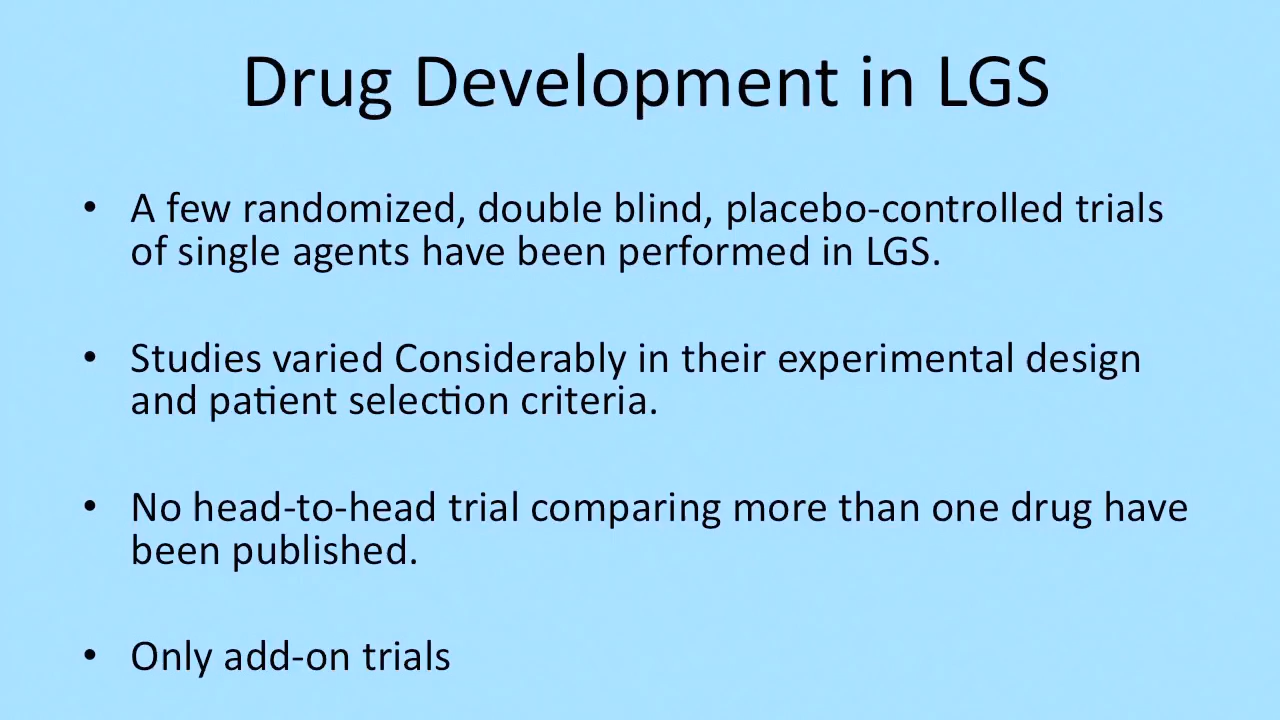 Drug Development in LGS
• A few randomized, double blind, placebo-controlled trials
of single agents have been performed in LGS.
• Studies varied Considerably in their experimental design
and patient selection criteria.
• No head-to-head trial comparing more than one drug have
been published.
• Only add-on trials